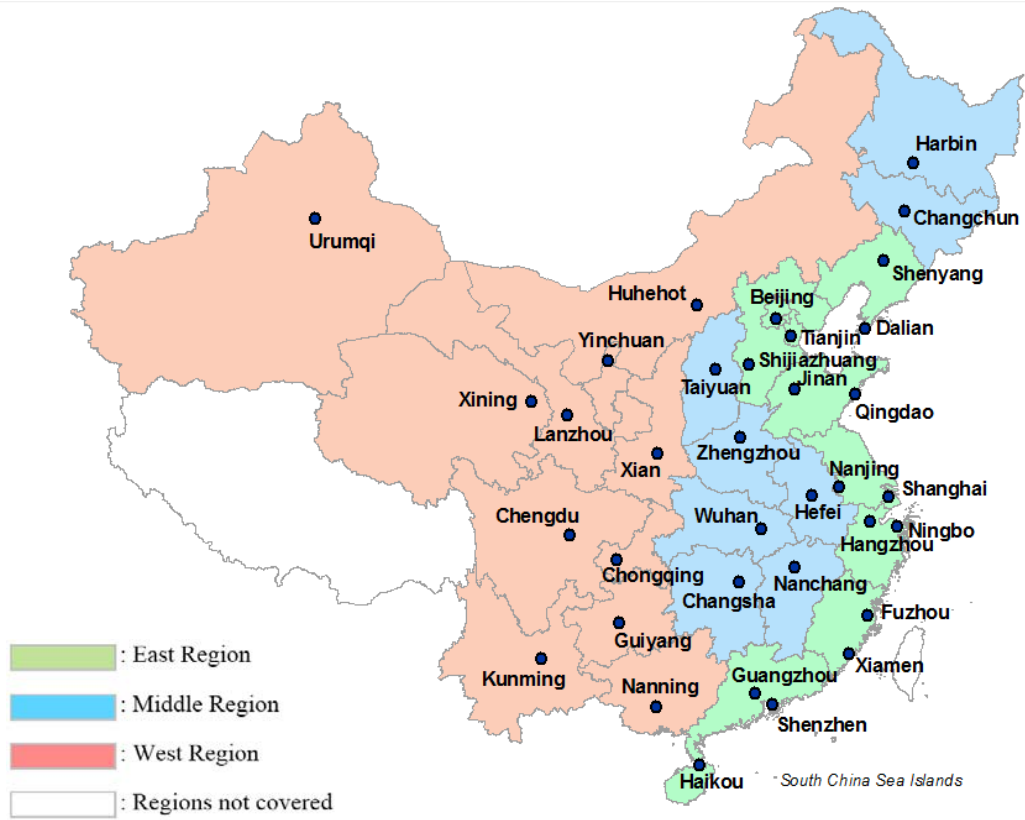 Harbin
Changchun
Urumqi
Shenyang
Huhehot
Beijing
Dalian
Tianjin
Yinchuan
Shijiazhuang
Taiyuan
Jinan
Xining
Qingdao
Lanzhou
Zhengzhou
Xian
Nanjing
Shanghai
Chengdu
Wuhan
Hefei
Ningbo
Hangzhou
Chongqing
Nanchang
Changsha
Fuzhou
Guiyang
: East Region
Xiamen
Kunming
Guangzhou
Nanning
: Middle Region
Shenzhen
: West Region
Haikou
South China Sea Islands
: Regions not covered